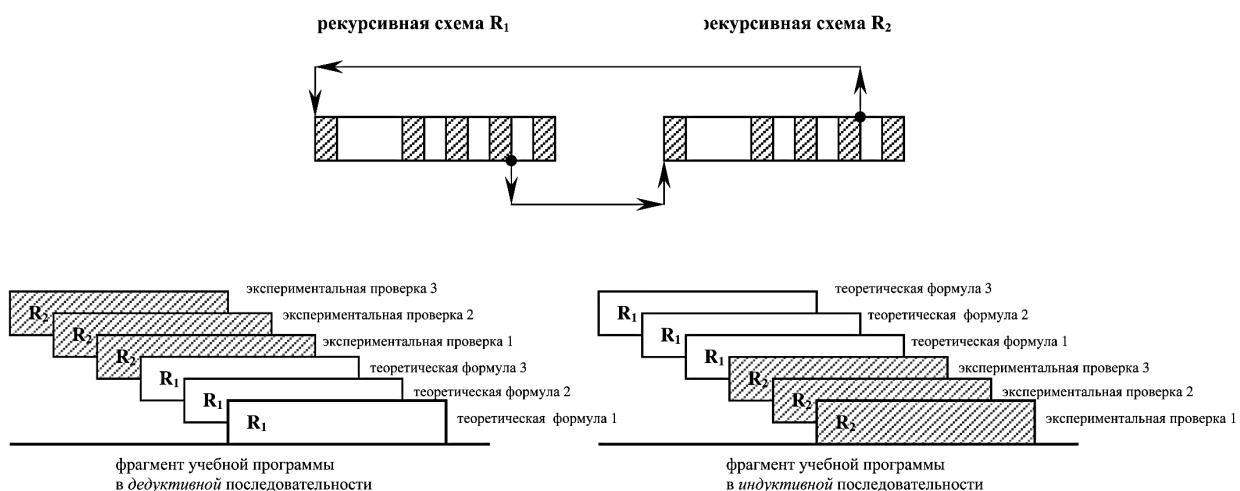 рекурсивная схема R₁
рекурсивная схема R₂
экспериментальная проверка 3
R₂
экспериментальная проверка 2
R₂
экспериментальная проверка 1
R₂
теоретическая формула 3
R₁
теоретическая формула 2
R₁
теоретическая формула 1
R₁
фрагмент учебной программы
в дедуктивной последовательности
теоретическая формула 3
R₁
теоретическая формула 2
R₁
теоретическая формула 1
R₁
экспериментальная проверка 3
R₂
экспериментальная проверка 2
R₂
экспериментальная проверка 1
R₂
фрагмент учебной программы
в индуктивной последовательности